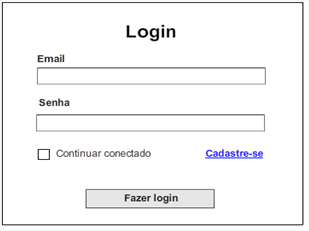 Login
Email
Senha
Continuar conectado Cadastre-se
Fazer login